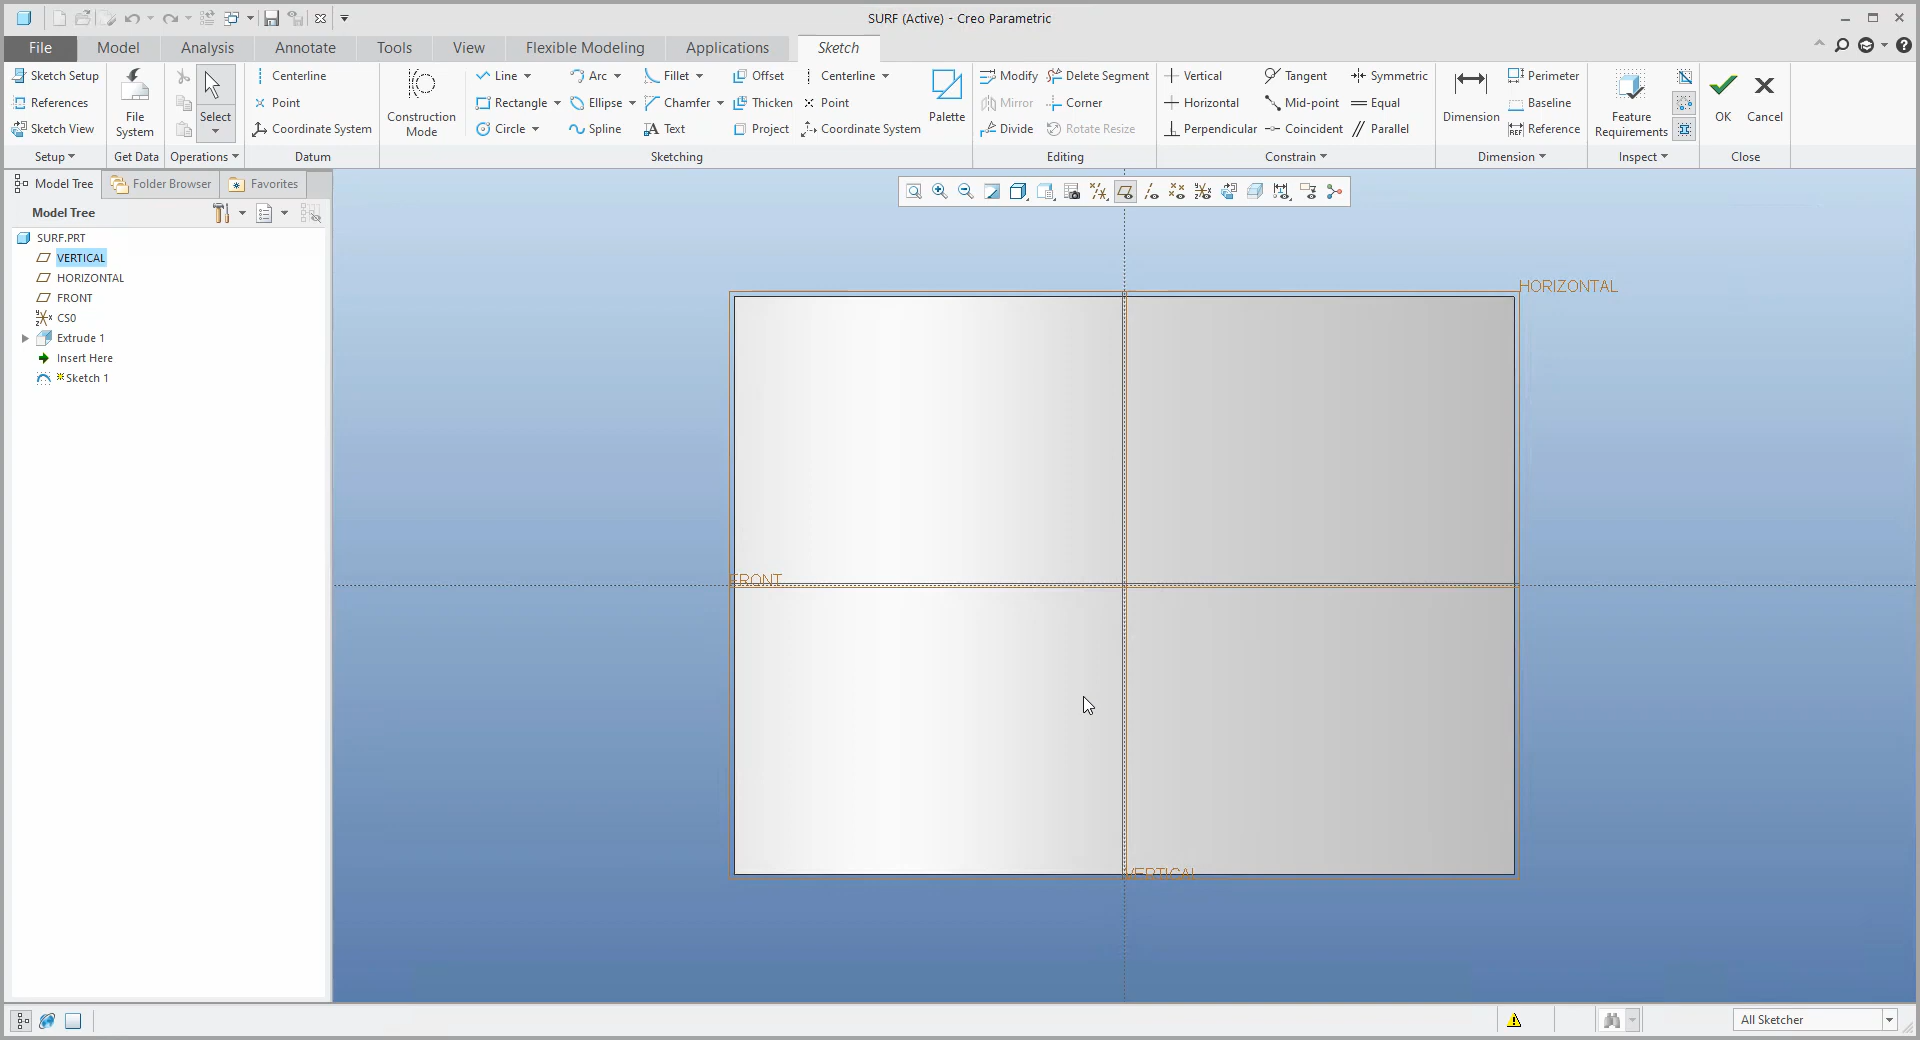 SURF (Active) - Creo Parametric
File Model Analysis Annotate Tools View Flexible Modeling Applications Sketch
Sketch Setup
References
Sketch View
Setup
File System
Get Data
Select
Operations
Centerline
Point
Coordinate System
Datum
Construction Mode
Line
Rectangle
Circle
Arc
Ellipse
Spline
Fillet
Chamfer
Text
Offset
Thicken
Project
Centerline
Point
Coordinate System
Palette
Sketching
Modify
Mirror
Divide
Delete Segment
Corner
Rotate Resize
Editing
Vertical
Horizontal
Perpendicular
Tangent
Mid-point
Coincident
Symmetric
Equal
Parallel
Constrain
Dimension
Perimeter
Baseline
REF
Reference
Dimension
Feature Requirements
Inspect
OK
Cancel
Close
Model Tree Folder Browser Favorites
Model Tree
SURF.PRT
VERTICAL
HORIZONTAL
FRONT
CS0
Extrude 1
Insert Here
Sketch 1
HORIZONTAL
FRONT
VERTICAL
All Sketcher